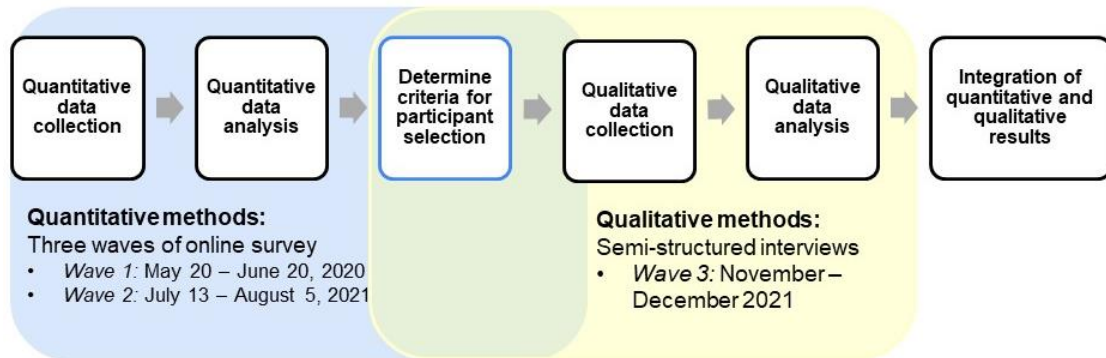 Quantitative
data
collection
Quantitative
data
analysis
Determine
criteria for
participant
selection
Qualitative
data
collection
Qualitative
data
analysis
Integration of
quantitative and
qualitative
results
Quantitative methods:
Three waves of online survey
• Wave 1: May 20 – June 20, 2020
• Wave 2: July 13 – August 5, 2021
Qualitative methods:
Semi-structured interviews
• Wave 3: November –
December 2021